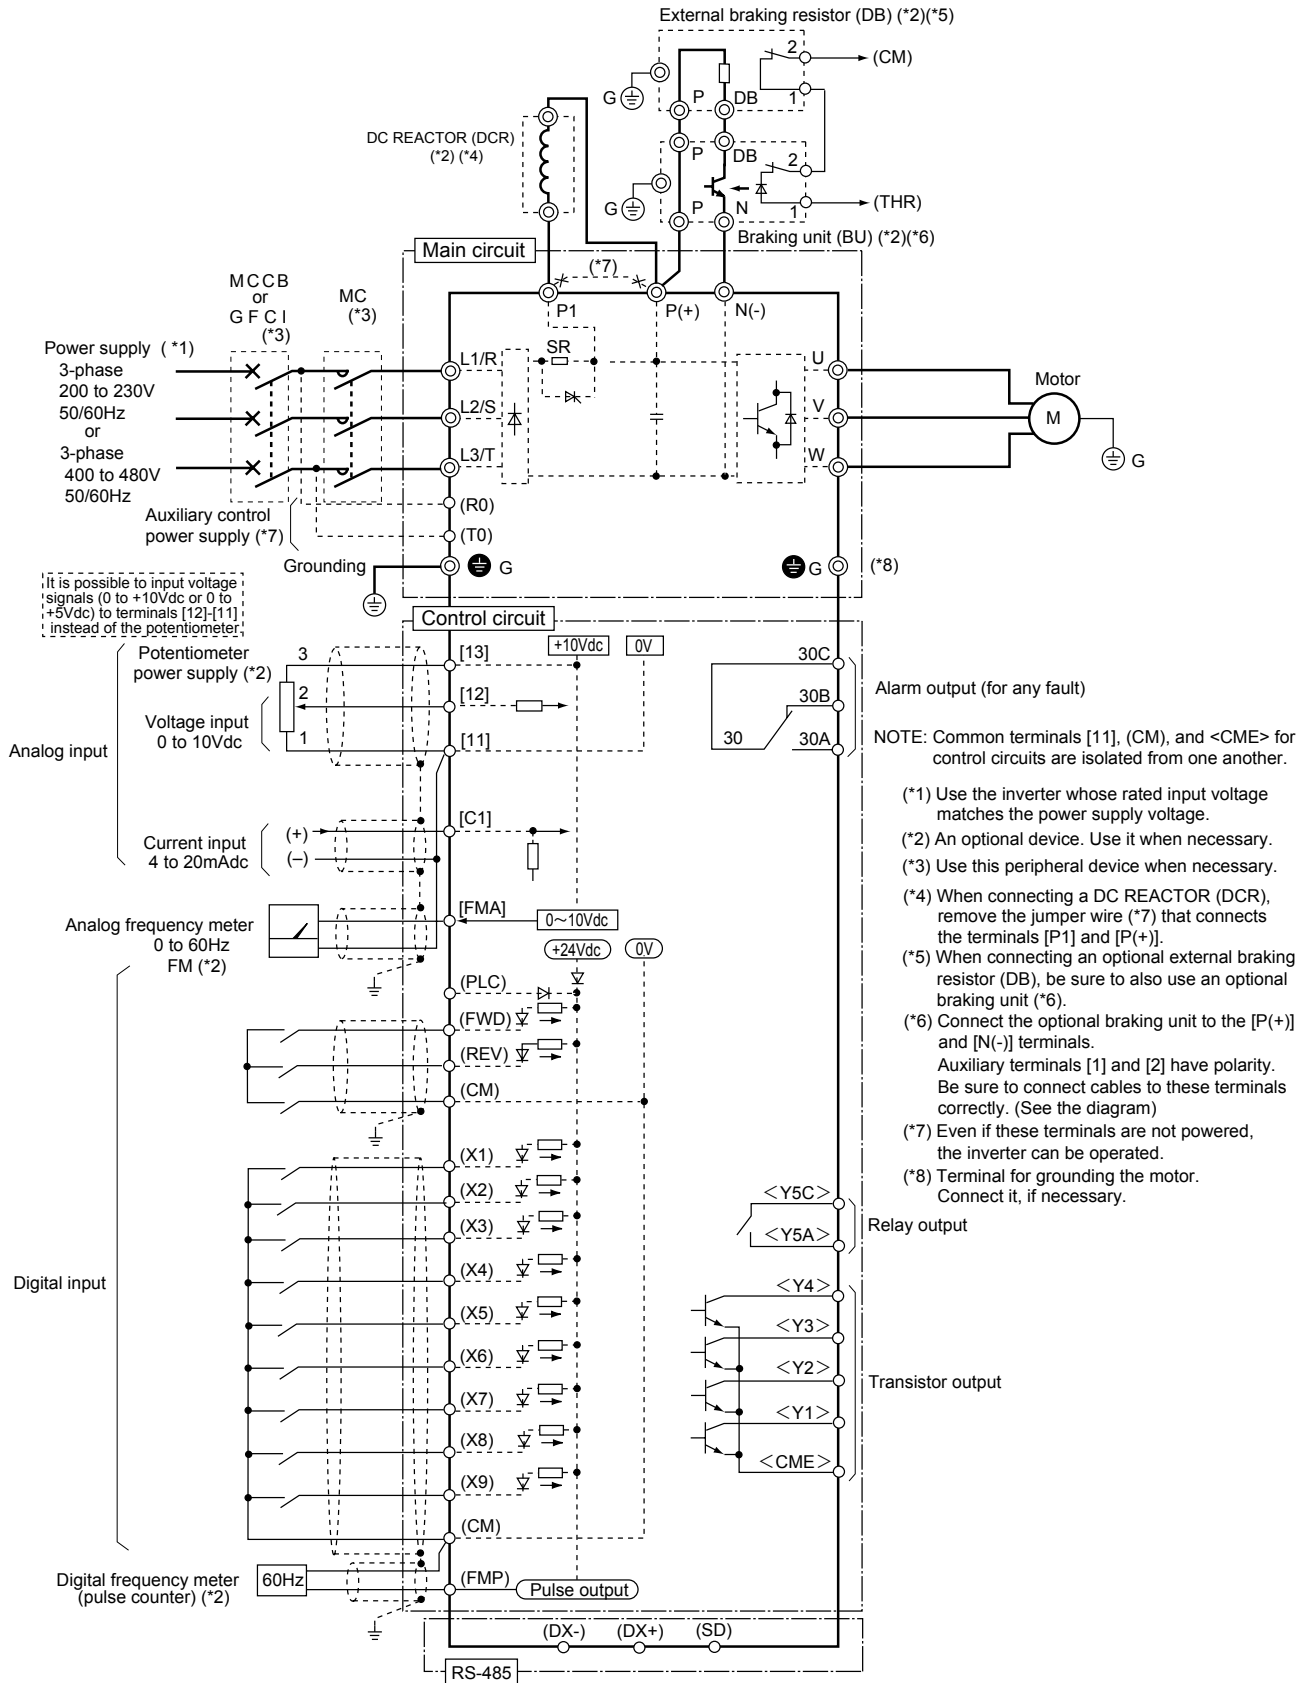 External braking resistor (DB) (*2)(*5)
2
(CM)
G
P
DB
1
DC REACTOR (DCR)
(*2) (*4)
P
DB
2
G
P
N
1
(THR)
Braking unit (BU) (*2)(*6)
Main circuit
(*7)
P1
P(+)
N(-)
MCCB
or
GFCI
(*3)
MC
(*3)
Power supply (*1)
3-phase
200 to 230V
50/60Hz
or
3-phase
400 to 480V
50/60Hz
L1/R
L2/S
L3/T
SR
U
V
W
Motor
M
G
Auxiliary control
power supply (*7)
(R0)
(T0)
Grounding
G
G
(*8)
It is possible to input voltage
signals (0 to +10Vdc or 0 to
+5Vdc) to terminals [12]-[11]
instead of the potentiometer.
Control circuit
+10Vdc
0V
Potentiometer
power supply (*2)
3
[13]
2
[12]
Voltage input
0 to 10Vdc
1
[11]
Analog input
30C
30B
30
30A
Alarm output (for any fault)
Current input
4 to 20mAdc
(+)
(–)
[C1]
Analog frequency meter
0 to 60Hz
FM (*2)
[FMA]
0~10Vdc
+24Vdc
0V
NOTE: Common terminals [11], (CM), and <CME> for
control circuits are isolated from one another.
(*1) Use the inverter whose rated input voltage
matches the power supply voltage.
(*2) An optional device. Use it when necessary.
(*3) Use this peripheral device when necessary.
(*4) When connecting a DC REACTOR (DCR),
remove the jumper wire (*7) that connects
the terminals [P1] and [P(+)].
(*5) When connecting an optional external braking
resistor (DB), be sure to also use an optional
braking unit (*6).
(*6) Connect the optional braking unit to the [P(+)]
and [N(-)] terminals.
Auxiliary terminals [1] and [2] have polarity.
Be sure to connect cables to these terminals
correctly. (See the diagram)
(*7) Even if these terminals are not powered,
the inverter can be operated.
(*8) Terminal for grounding the motor.
Connect it, if necessary.
(PLC)
(FWD)
(REV)
(CM)
(X1)
(X2)
(X3)
(X4)
(X5)
(X6)
(X7)
(X8)
(X9)
(CM)
Digital input
<Y5C>
<Y5A>
Relay output
<Y4>
<Y3>
<Y2>
<Y1>
<CME>
Transistor output
Digital frequency meter
(pulse counter) (*2)
60Hz
(FMP)
Pulse output
(DX-)
(DX+)
(SD)
RS-485